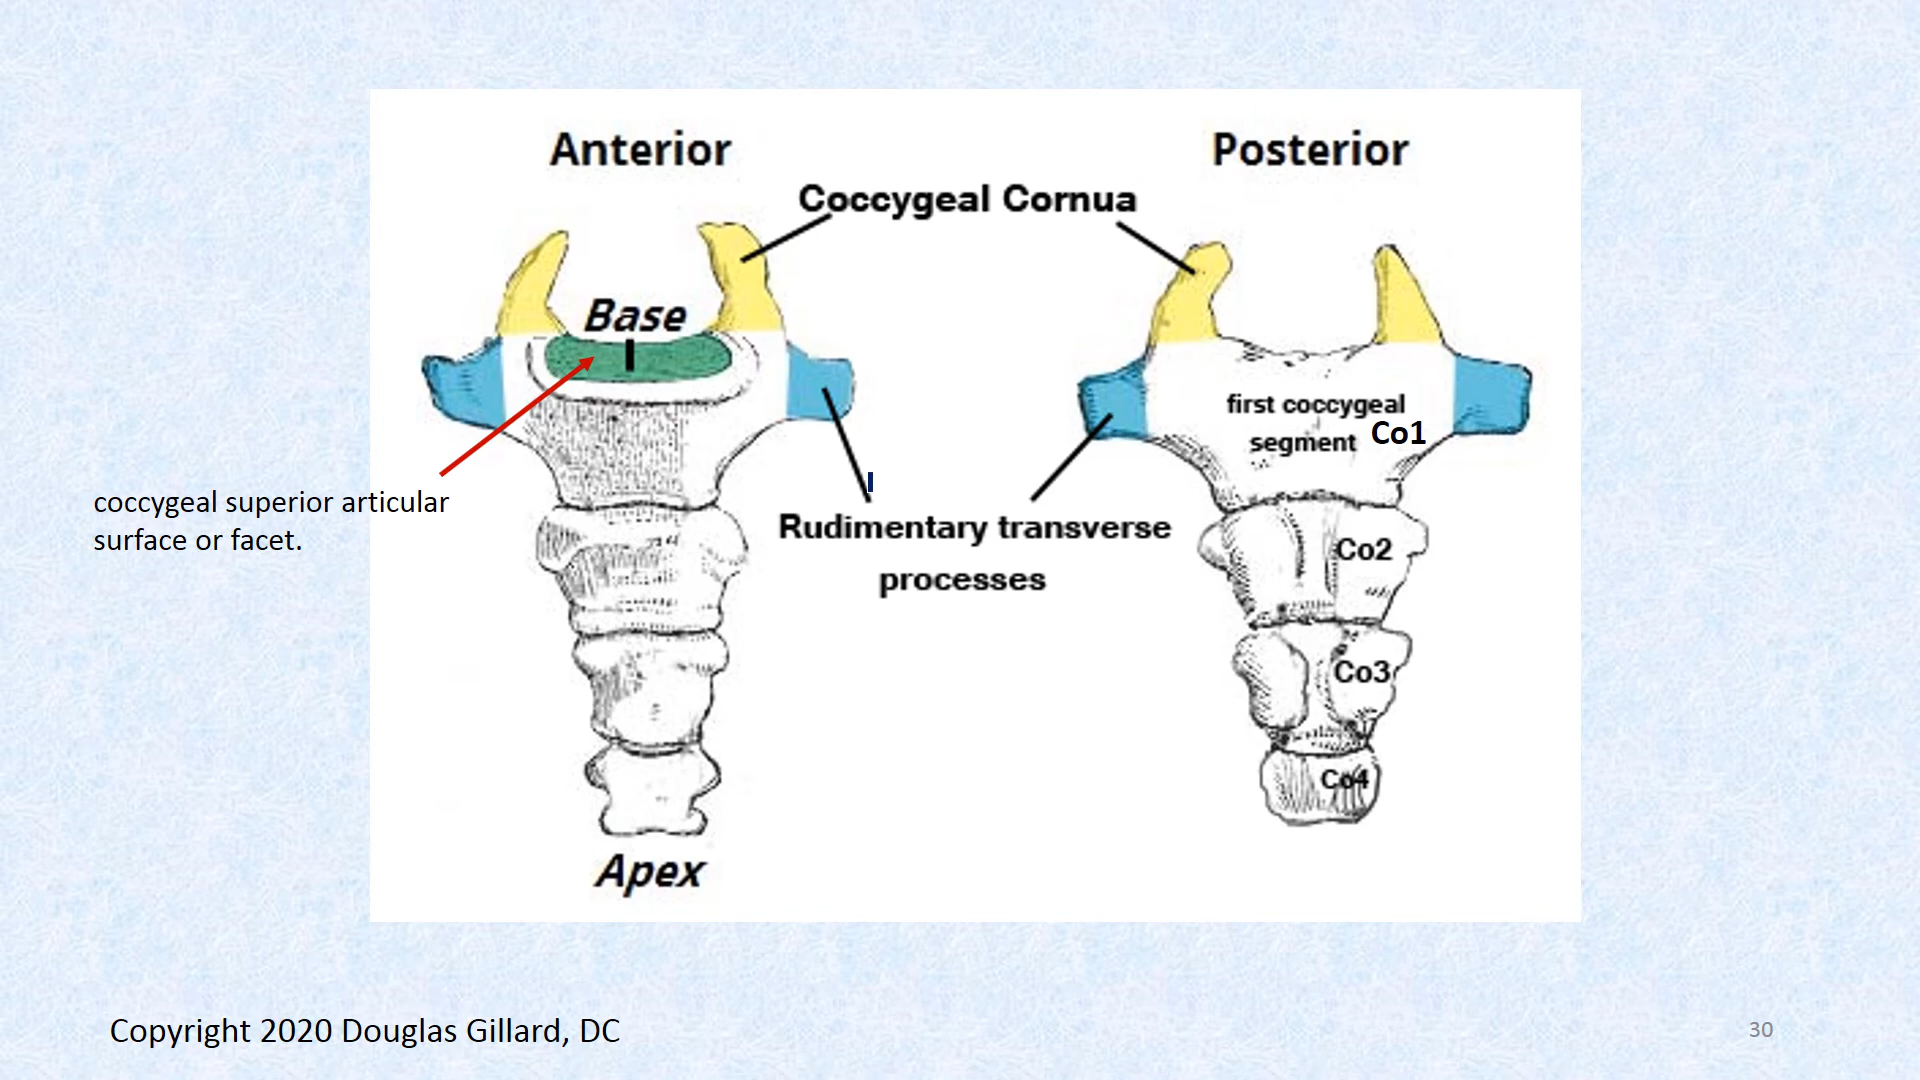 Anterior
Posterior
Coccygeal Cornua
Base
first coccygeal
segment Co1
coccygeal superior articular
surface or facet.
I
Rudimentary transverse
processes
Co2
Co3
Co4
Apex
Copyright 2020 Douglas Gillard, DC
30